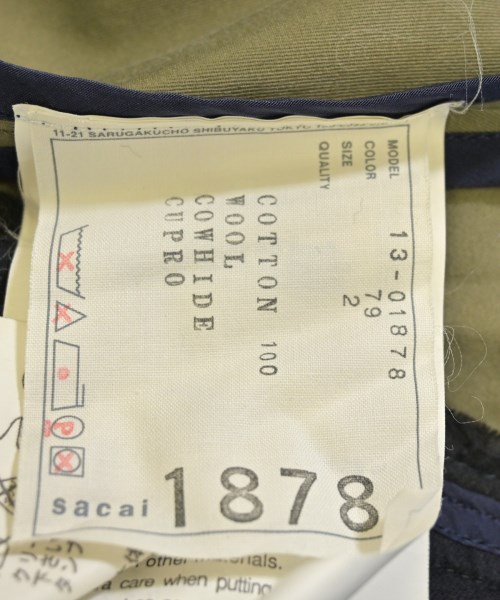 11-21 SARUGAKUCHO SHIBUYAKU TOKYO
MODEL 13-01878
COLOR 79
SIZE 2
QUALITY
COTTON 100
WOOL
COWHIDE
CUPRO
P
sacai 1878
other materials.
a care when putting